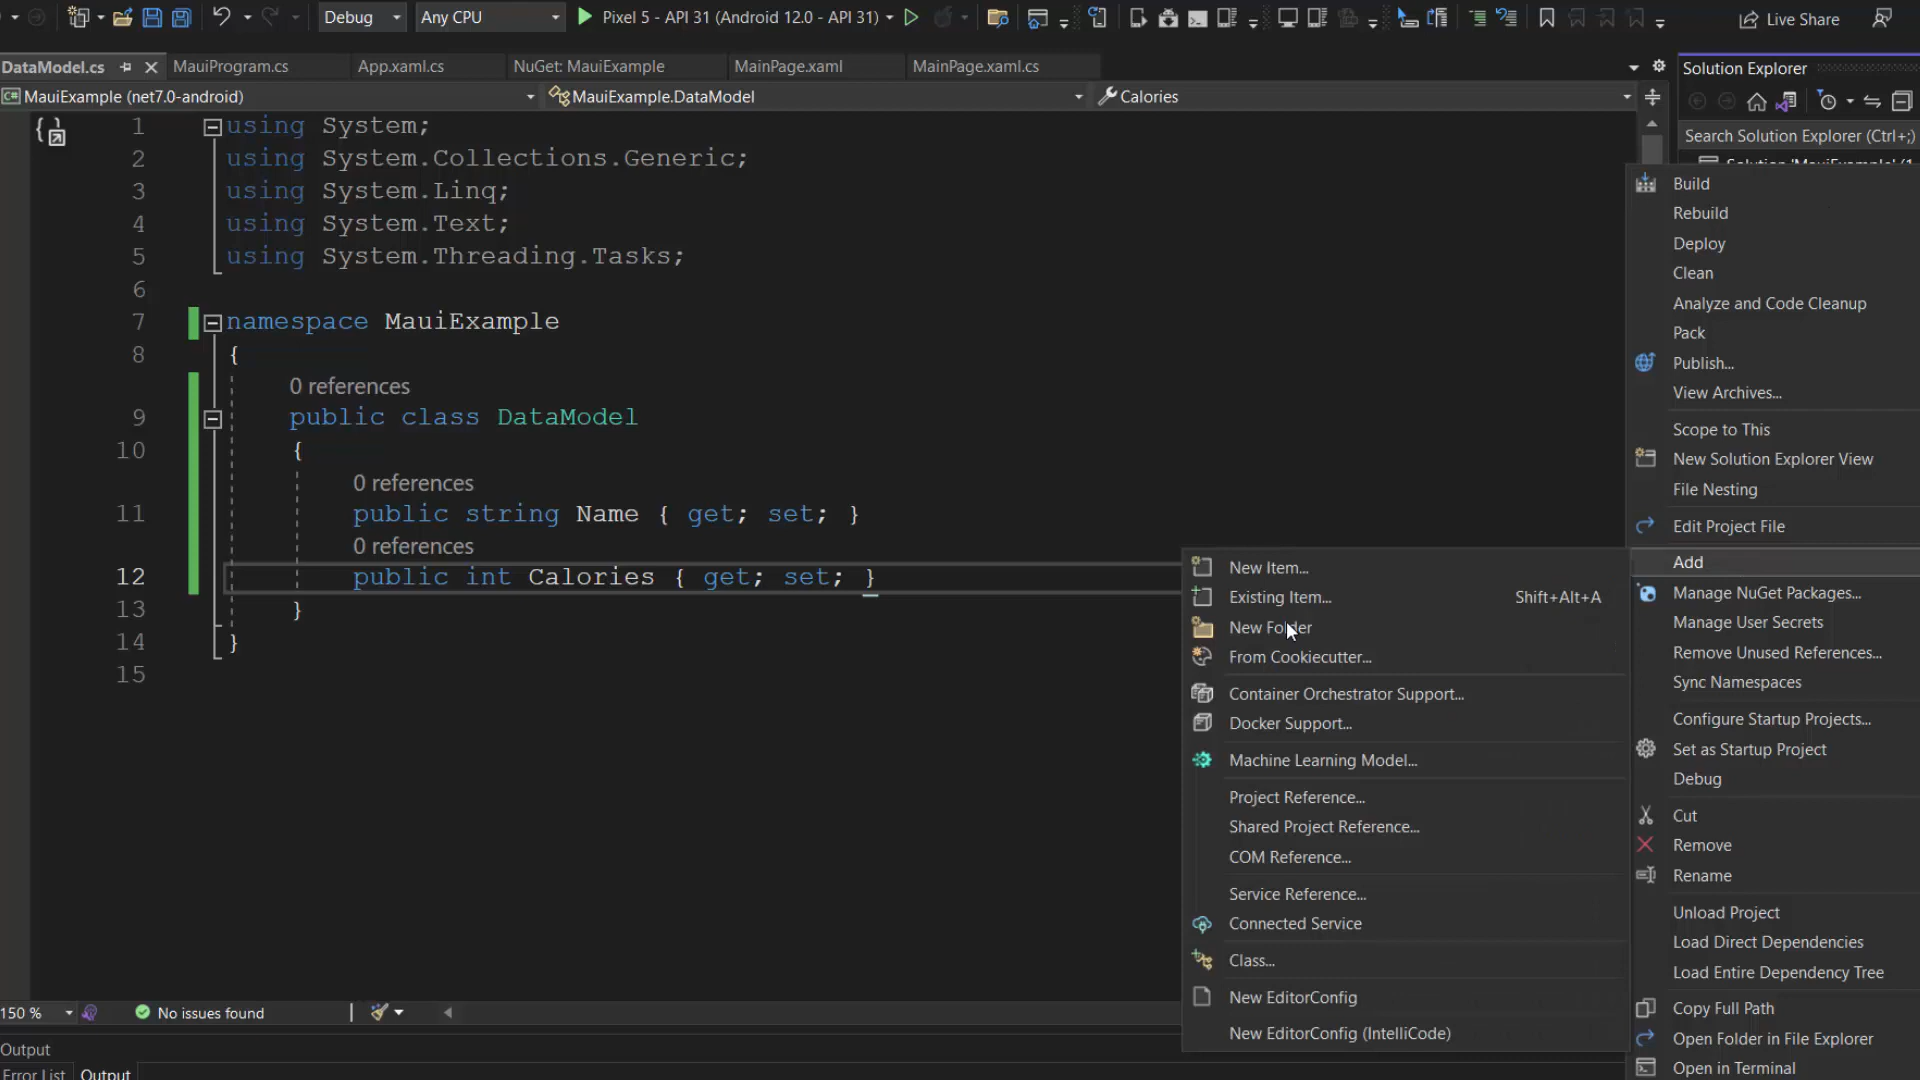 Debug
Any CPU
Pixel 5 - API 31 (Android 12.0 - API 31)
Live Share
DataModel.cs
MauiProgram.cs
App.xaml.cs
NuGet: MauiExample
MainPage.xaml
MainPage.xaml.cs
Solution Explorer
MauiExample (net7.0-android)
MauiExample.DataModel
Calories
Search Solution Explorer (Ctrl+;)
Solution 'MauiExample' (1
1 using System;
2 using System.Collections.Generic;
3 using System.Linq;
4 using System.Text;
5 using System.Threading.Tasks;
6
7 namespace MauiExample
8 {
0 references
9 public class DataModel
10 {
0 references
11 public string Name { get; set; }
0 references
12 public int Calories { get; set; }
13 }
14 }
15
New Item...
Existing Item... Shift+Alt+A
New Folder
From Cookiecutter...
Container Orchestrator Support...
Docker Support...
Machine Learning Model...
Project Reference...
Shared Project Reference...
COM Reference...
Service Reference...
Connected Service
Class...
New EditorConfig
New EditorConfig (IntelliCode)
Build
Rebuild
Deploy
Clean
Analyze and Code Cleanup
Pack
Publish...
View Archives...
Scope to This
New Solution Explorer View
File Nesting
Edit Project File
Add
Manage NuGet Packages...
Manage User Secrets
Remove Unused References...
Sync Namespaces
Configure Startup Projects...
Set as Startup Project
Debug
Cut
Remove
Rename
Unload Project
Load Direct Dependencies
Load Entire Dependency Tree
Copy Full Path
Open Folder in File Explorer
Open in Terminal
150 %
No issues found
Output
Error List
Output